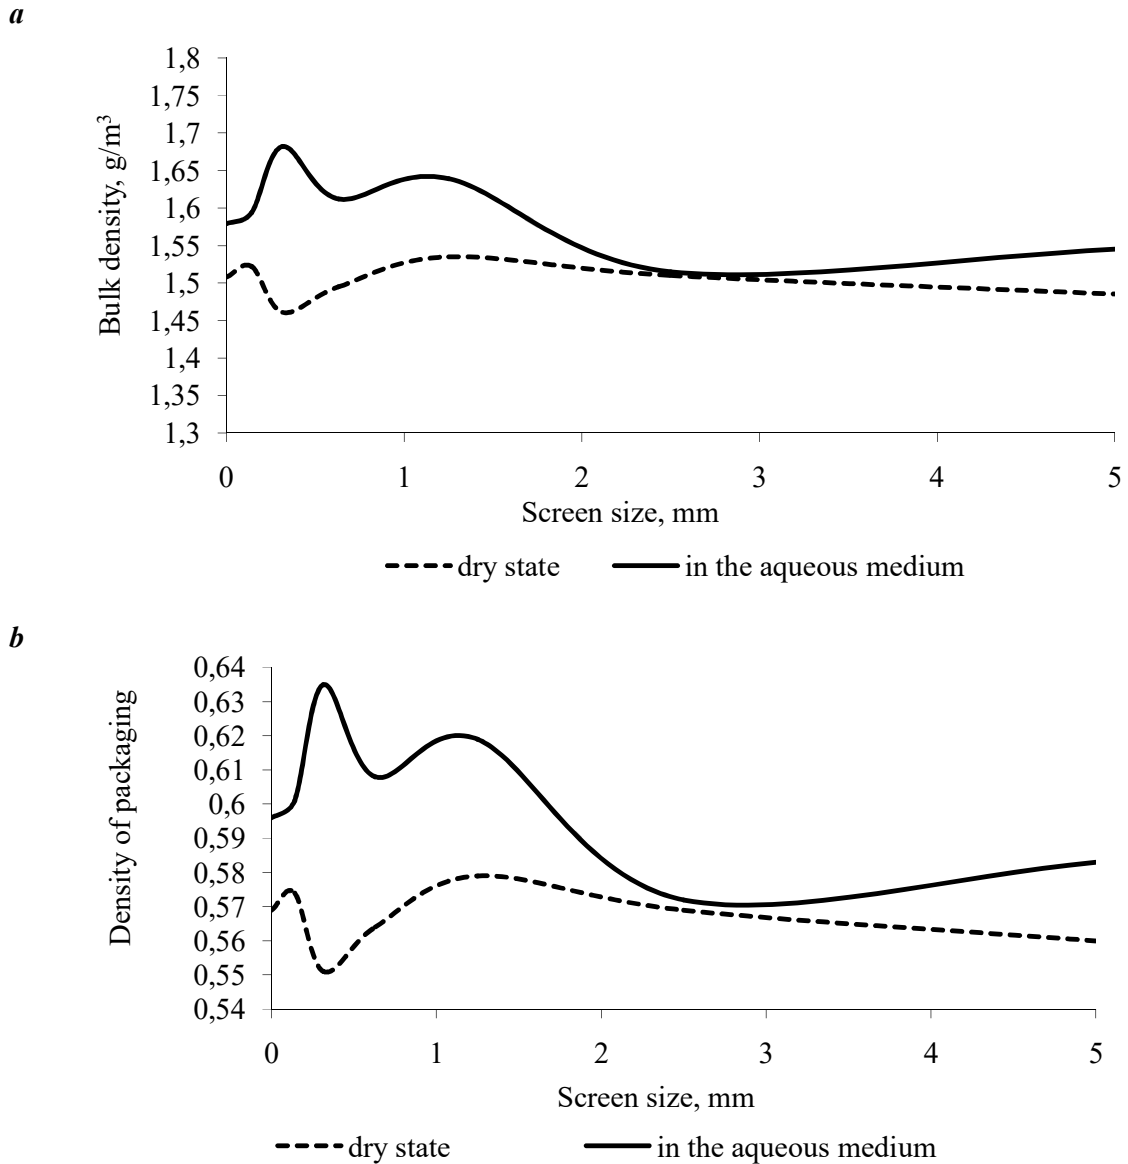 a
1,8
1,75
1,7
1,65
1,6
1,55
1,5
1,45
1,4
1,35
1,3
Bulk density, g/m³
0 1 2 3 4 5
Screen size, mm
dry state in the aqueous medium
b
0,64
0,63
0,62
0,61
0,6
0,59
0,58
0,57
0,56
0,55
0,54
Density of packaging
0 1 2 3 4 5
Screen size, mm
dry state in the aqueous medium